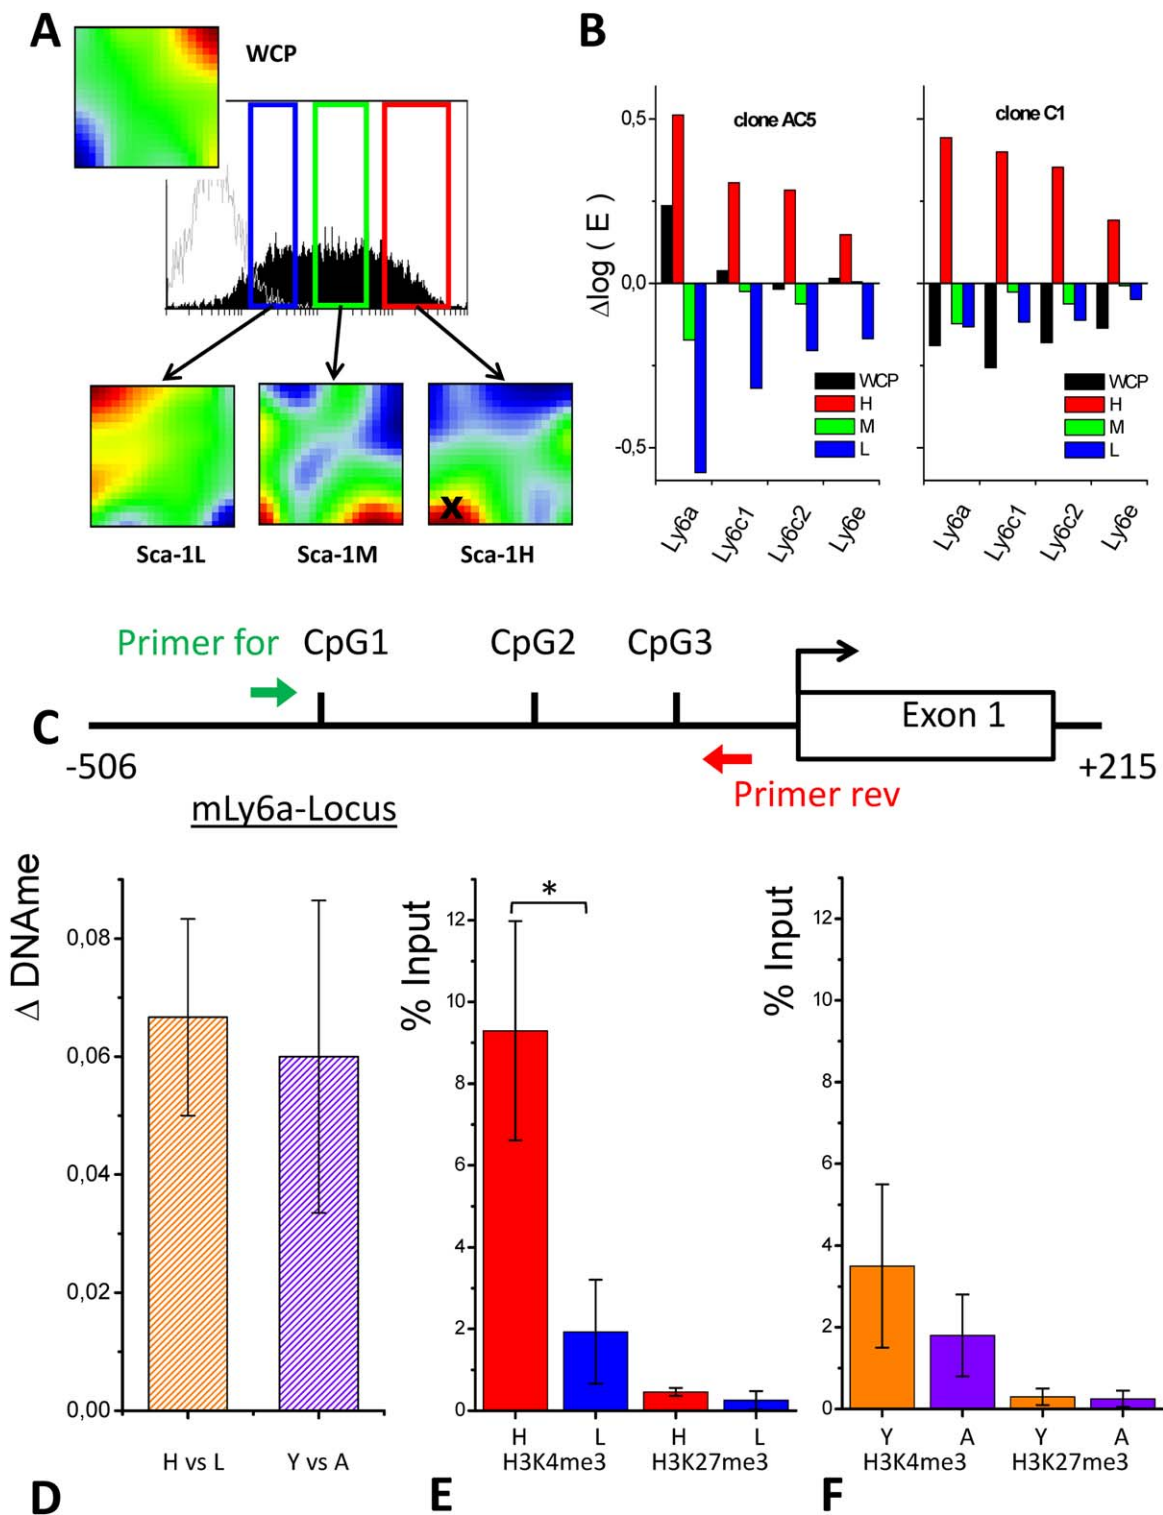 A
WCP
Sca-1L
Sca-1M
x
Sca-1H
B
Δlog ( E )
0,5
0,0
-0,5
clone AC5
WCP
H
M
L
Ly6a
Ly6c1
Ly6c2
Ly6e
clone C1
WCP
H
M
L
Ly6a
Ly6c1
Ly6c2
Ly6e
C
Primer for
CpG1
CpG2
CpG3
Exon 1
-506
+215
Primer rev
mLy6a-Locus
Δ DNAme
0,08
0,06
0,04
0,02
0,00
H vs L
Y vs A
D
% Input
12
10
8
6
4
2
0
*
H
L
H
L
H3K4me3
H3K27me3
E
% Input
12
10
8
6
4
2
0
Y
A
Y
A
H3K4me3
H3K27me3
F